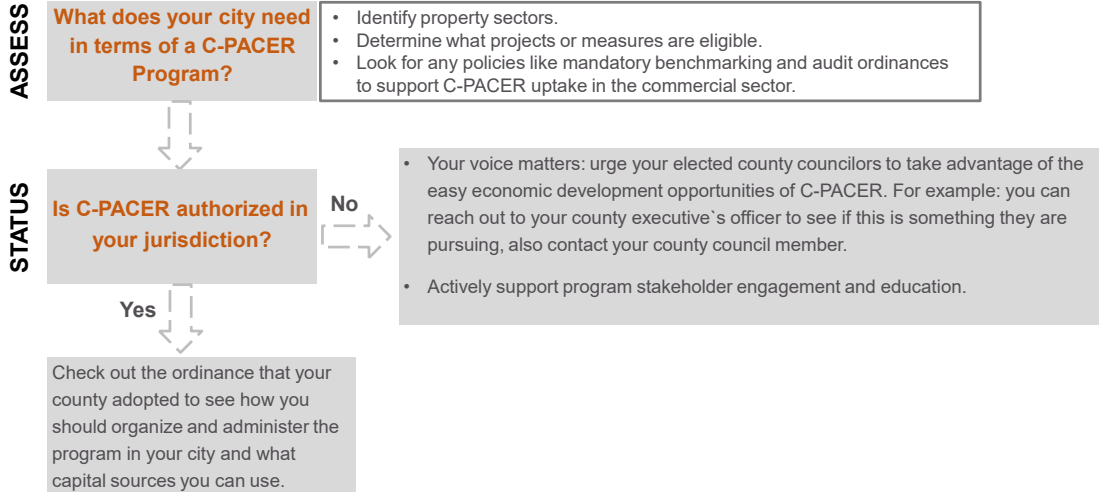 ASSESS
What does your city need
in terms of a C-PACER
Program?
• Identify property sectors.
• Determine what projects or measures are eligible.
• Look for any policies like mandatory benchmarking and audit ordinances
to support C-PACER uptake in the commercial sector.
STATUS
Is C-PACER authorized in
your jurisdiction?
No
• Your voice matters: urge your elected county councilors to take advantage of the
easy economic development opportunities of C-PACER. For example: you can
reach out to your county executive`s officer to see if this is something they are
pursuing, also contact your county council member.
• Actively support program stakeholder engagement and education.
Yes
Check out the ordinance that your
county adopted to see how you
should organize and administer the
program in your city and what
capital sources you can use.